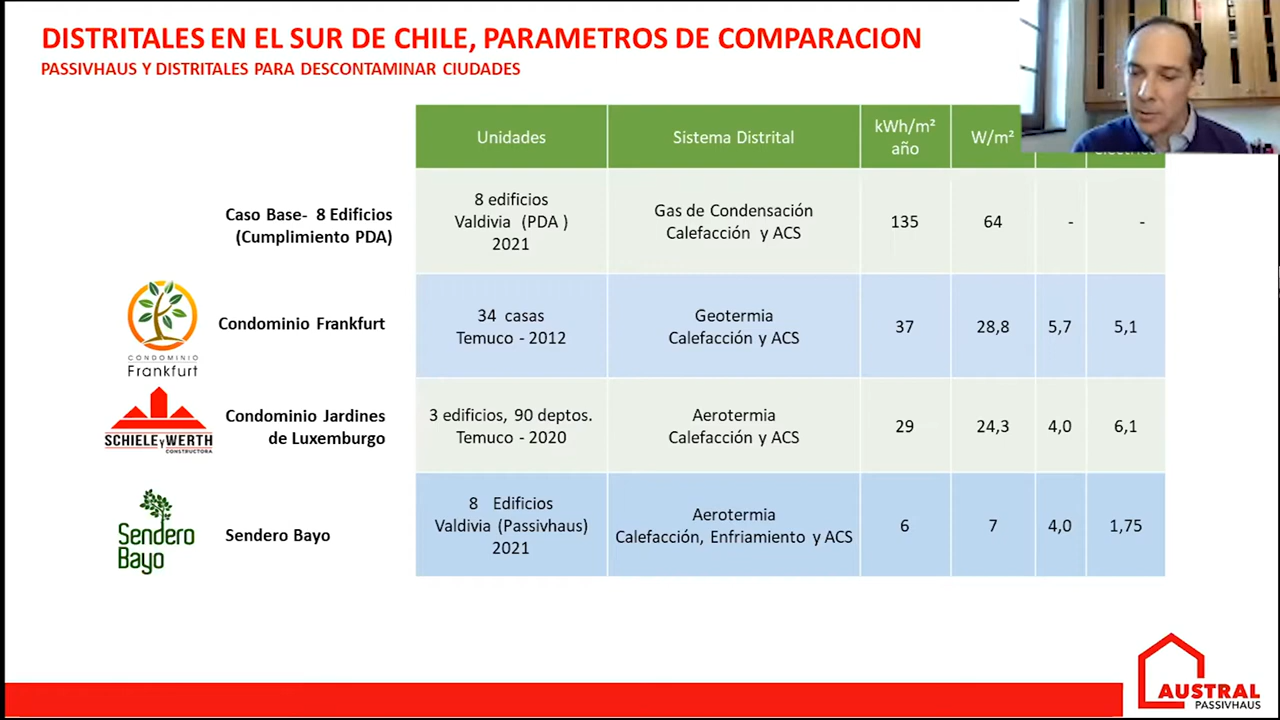 DISTRITALES EN EL SUR DE CHILE, PARAMETROS DE COMPARACION
PASSIVHAUS Y DISTRITALES PARA DESCONTAMINAR CIUDADES
Unidades
Sistema Distrital
kWh/m²
año
W/m²
Caso Base- 8 Edificios
(Cumplimiento PDA)
8 edificios
Valdivia (PDA )
2021
Gas de Condensación
Calefacción y ACS
135
64
-
-
CONDOMINIO
Frankfurt
Condominio Frankfurt
34 casas
Temuco - 2012
Geotermia
Calefacción y ACS
37
28,8
5,7
5,1
SCHIELE Y WERTH
CONSTRUCTORA
Condominio Jardines
de Luxemburgo
3 edificios, 90 deptos.
Temuco - 2020
Aerotermia
Calefacción y ACS
29
24,3
4,0
6,1
Sendero
Bayo
Sendero Bayo
8 Edificios
Valdivia (Passivhaus)
2021
Aerotermia
Calefacción, Enfriamiento y ACS
6
7
4,0
1,75
AUSTRAL
PASSIVHAUS